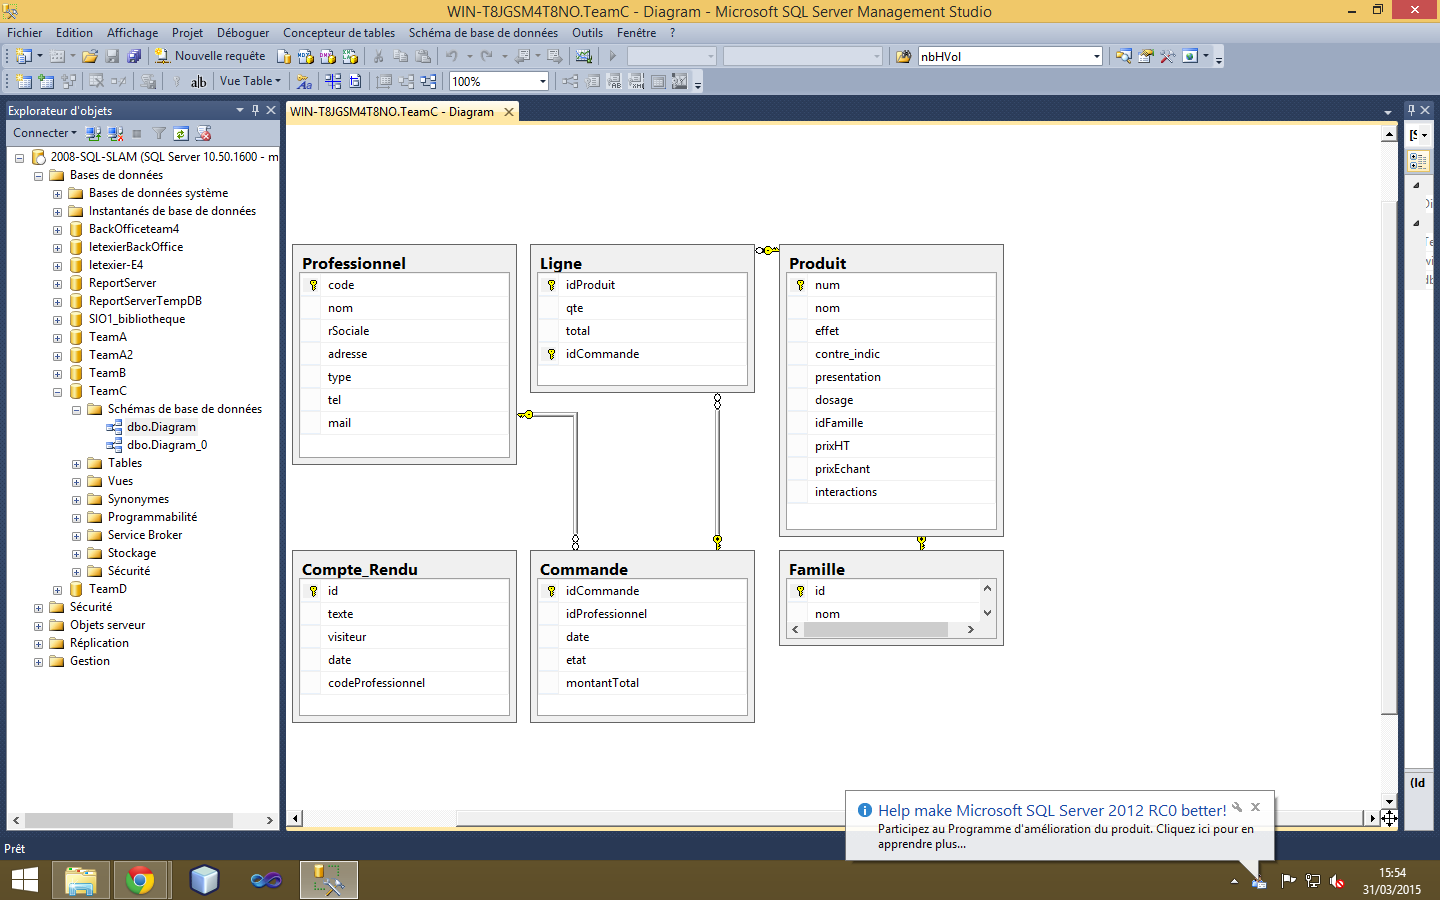 WIN-T8JGSM4T8NO.TeamC - Diagram - Microsoft SQL Server Management Studio
Fichier Edition Affichage Projet Déboguer Concepteur de tables Schéma de base de données Outils Fenêtre ?
Nouvelle requête
nbHVol
a|b Vue Table 100%
Explorateur d'objets
WIN-T8JGSM4T8NO.TeamC - Diagram
Connecter
2008-SQL-SLAM (SQL Server 10.50.1600 - m
Bases de données
Bases de données système
Instantanés de base de données
BackOfficeteam4
letexierBackOffice
letexier-E4
ReportServer
ReportServerTempDB
SIO1_bibliotheque
TeamA
TeamA2
TeamB
TeamC
Schémas de base de données
dbo.Diagram
dbo.Diagram_0
Tables
Vues
Synonymes
Programmabilité
Service Broker
Stockage
Sécurité
TeamD
Sécurité
Objets serveur
Réplication
Gestion
Professionnel
code
nom
rSociale
adresse
type
tel
mail
Ligne
idProduit
qte
total
idCommande
Produit
num
nom
effet
contre_indic
presentation
dosage
idFamille
prixHT
prixEchant
interactions
Compte_Rendu
id
texte
visiteur
date
codeProfessionnel
Commande
idCommande
idProfessionnel
date
etat
montantTotal
Famille
id
nom
(Id
Help make Microsoft SQL Server 2012 RC0 better!
Participez au Programme d'amélioration du produit. Cliquez ici pour en
apprendre plus...
Prêt
15:54
31/03/2015